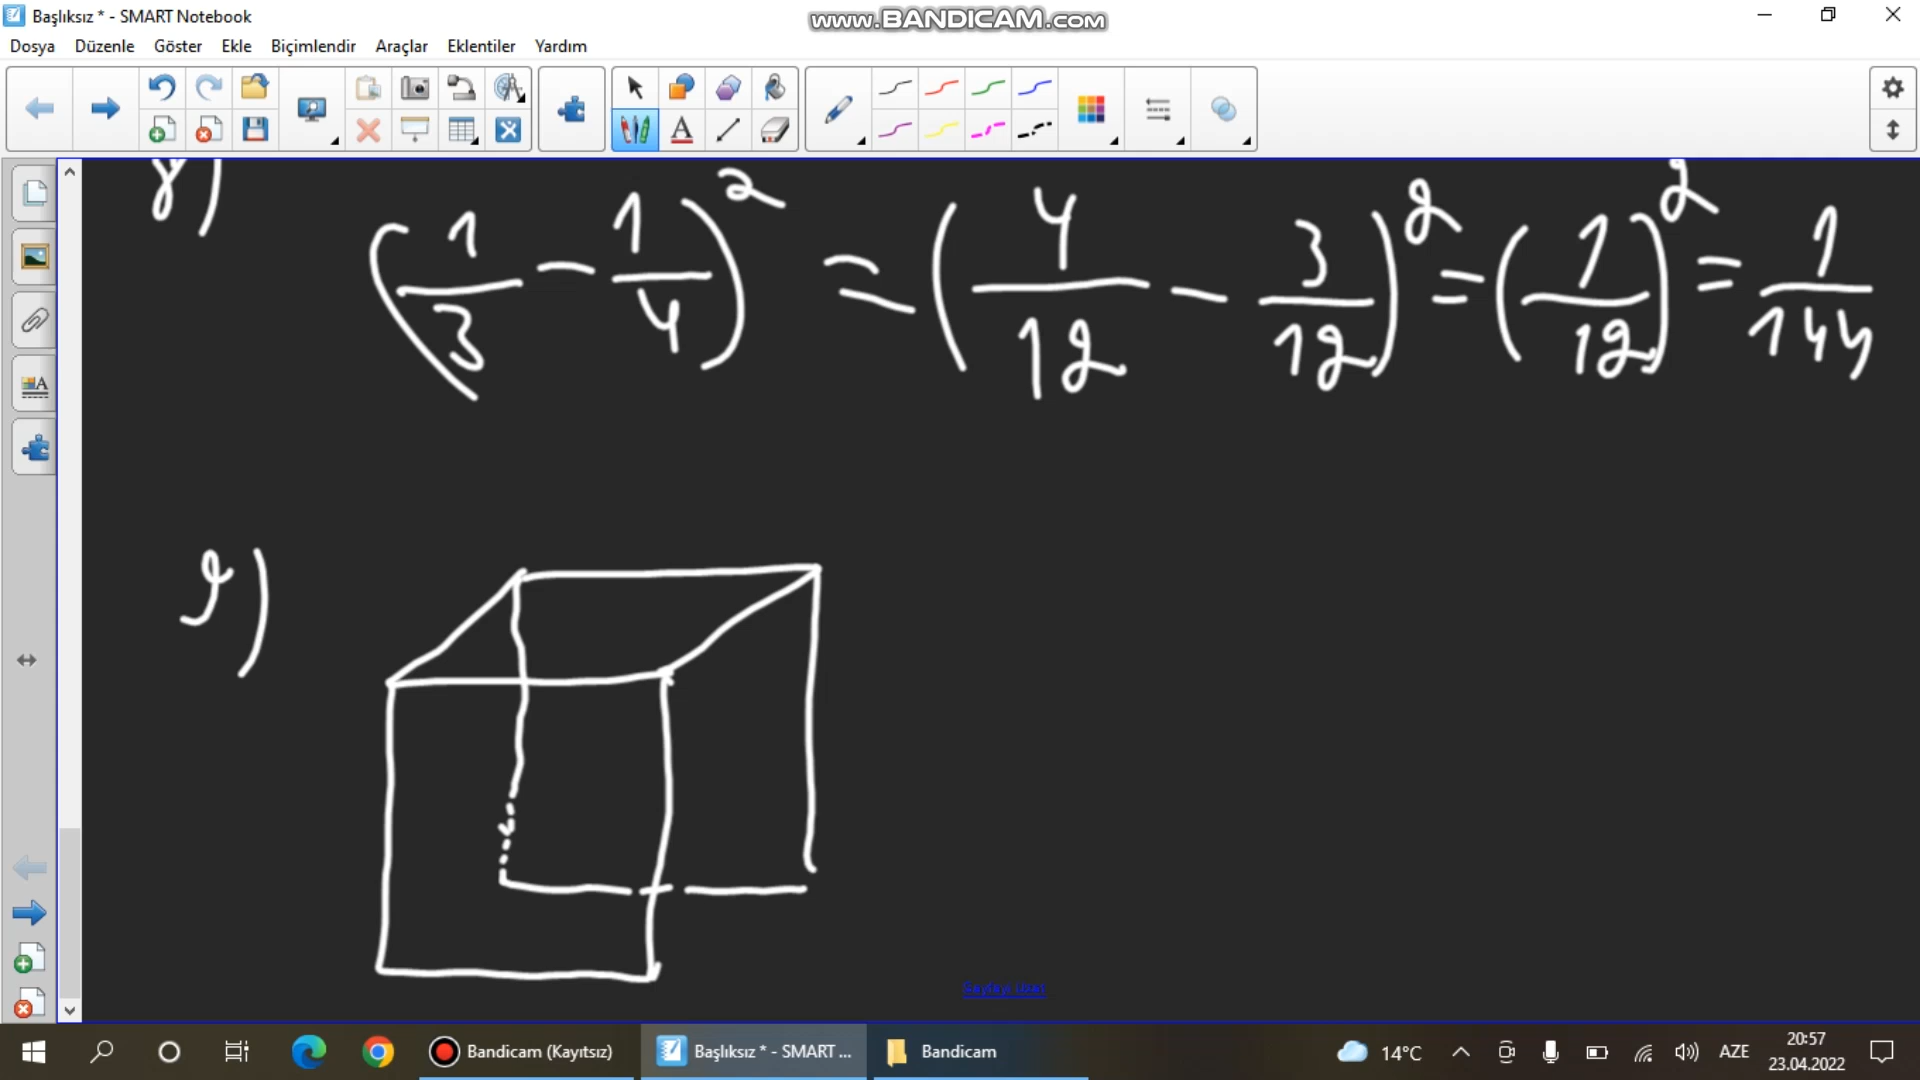 Başlıksız * - SMART Notebook
www.BANDICAM.com
Dosya Düzenle Göster Ekle Biçimlendir Araçlar Eklentiler Yardım
8) (1/3 - 1/4)² = (4/12 - 3/12)² = (1/12)² = 1/144
9)
Sayfayı Uzat
Bandicam (Kayıtsız) Başlıksız * - SMART ... Bandicam 14°C AZE 20:57
23.04.2022